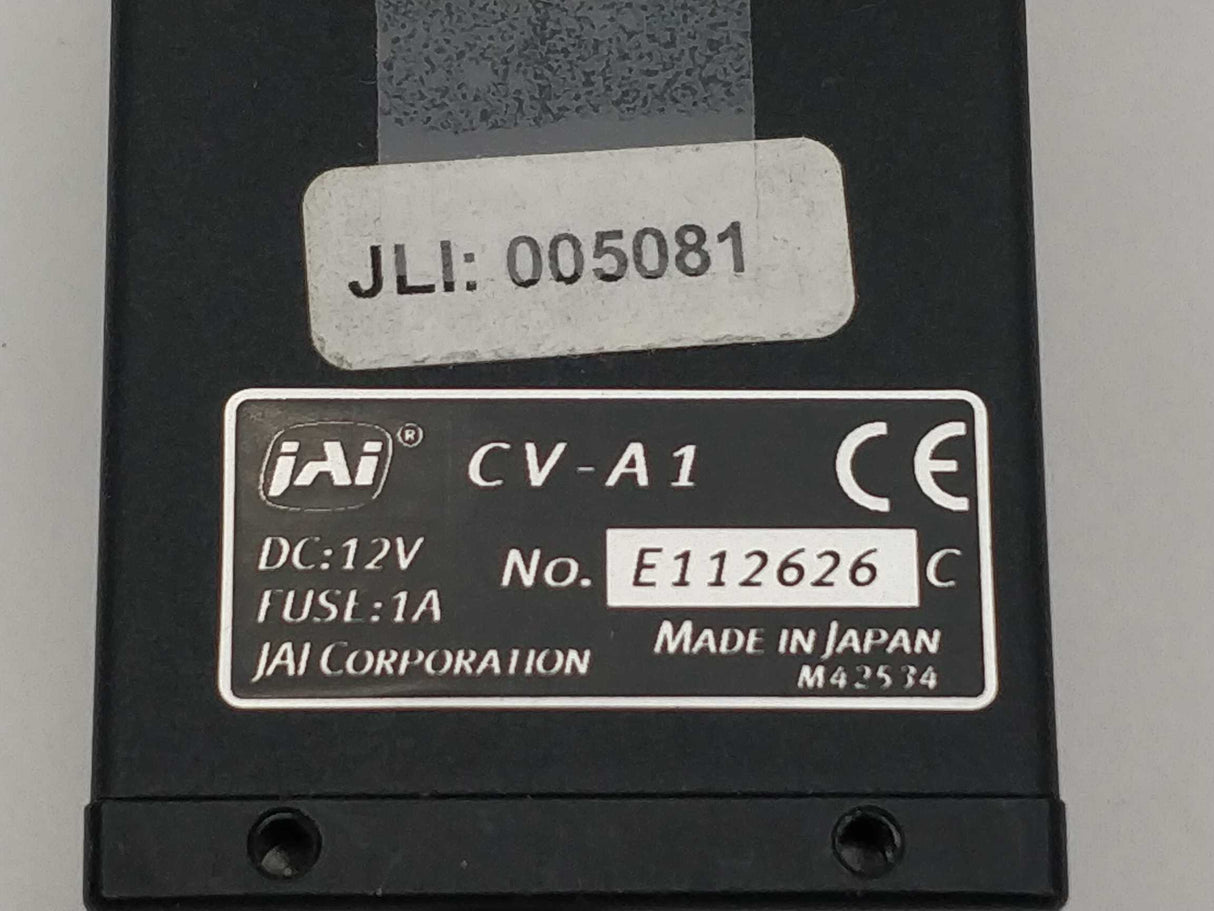 JLI: 005081
JAi® CV-A1 CE
DC:12V No. E112626 C
FUSE:1A
JAI CORPORATION MADE IN JAPAN
M42534